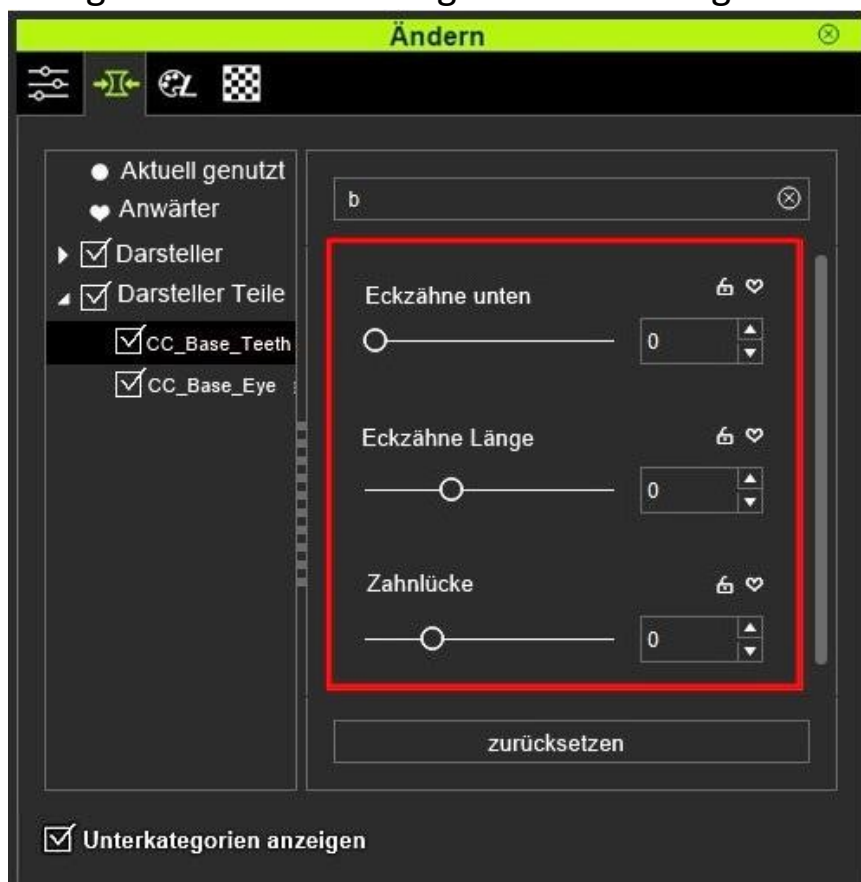 Ändern
Aktuell genutzt
Anwärter
Darsteller
Darsteller Teile
CC_Base_Teeth
CC_Base_Eye
b
Eckzähne unten
0
Eckzähne Länge
0
Zahnlücke
0
zurücksetzen
Unterkategorien anzeigen